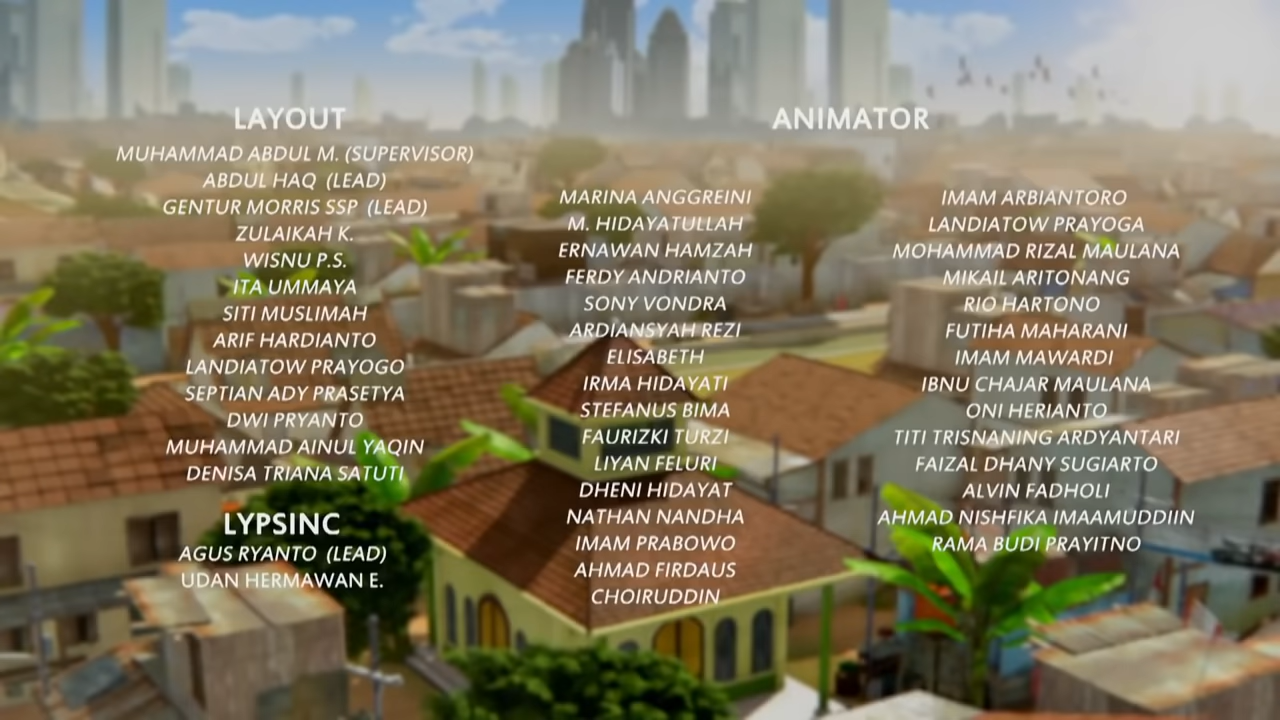 LAYOUT
MUHAMMAD ABDUL M. (SUPERVISOR)
ABDUL HAQ (LEAD)
GENTUR MORRIS SSP (LEAD)
ZULAIKAH K.
WISNU P.S.
ITA UMMAYA
SITI MUSLIMAH
ARIF HARDIANTO
LANDIATOW PRAYOGO
SEPTIAN ADY PRASETYA
DWI PRYANTO
MUHAMMAD AINUL YAQIN
DENISA TRIANA SATUTI
LYPSINC
AGUS RYANTO (LEAD)
UDAN HERMAWAN E.
ANIMATOR
MARINA ANGGREINI
M. HIDAYATULLAH
ERNAWAN HAMZAH
FERDY ANDRIANTO
SONY VONDRA
ARDIANSYAH REZI
ELISABETH
IRMA HIDAYATI
STEFANUS BIMA
FAURIZKI TURZI
LIYAN FELURI
DHENI HIDAYAT
NATHAN NANDHA
IMAM PRABOWO
AHMAD FIRDAUS
CHOIRUDDIN
IMAM ARBIANTORO
LANDIATOW PRAYOGA
MOHAMMAD RIZAL MAULANA
MIKAIL ARITONANG
RIO HARTONO
FUTIHA MAHARANI
IMAM MAWARDI
IBNU CHAJAR MAULANA
ONI HERIANTO
TITI TRISNANING ARDYANTARI
FAIZAL DHANY SUGIARTO
ALVIN FADHOLI
AHMAD NISHFIKA IMAAMUDDIIN
RAMA BUDI PRAYITNO